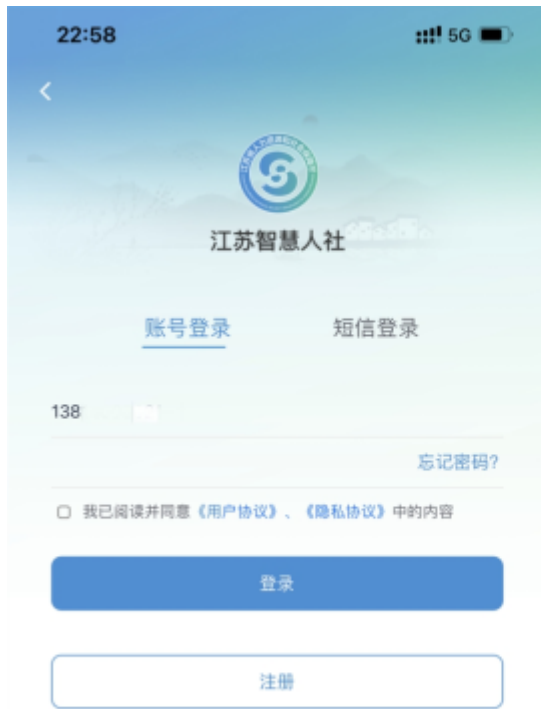 22:58
5G
江苏智慧人社
账号登录
短信登录
138
忘记密码?
我已阅读并同意《用户协议》、《隐私协议》中的内容
登录
注册